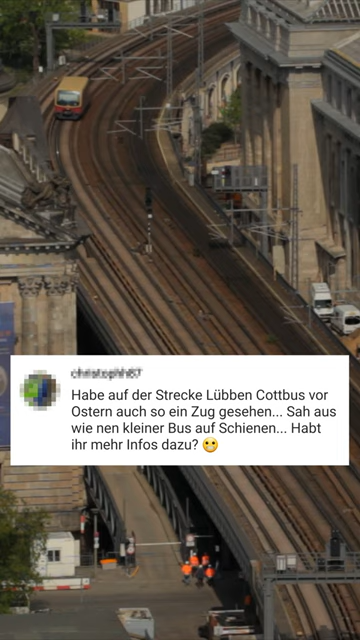 Habe auf der Strecke Lübben Cottbus vor
Ostern auch so ein Zug gesehen... Sah aus
wie nen kleiner Bus auf Schienen... Habt
ihr mehr Infos dazu? 😬